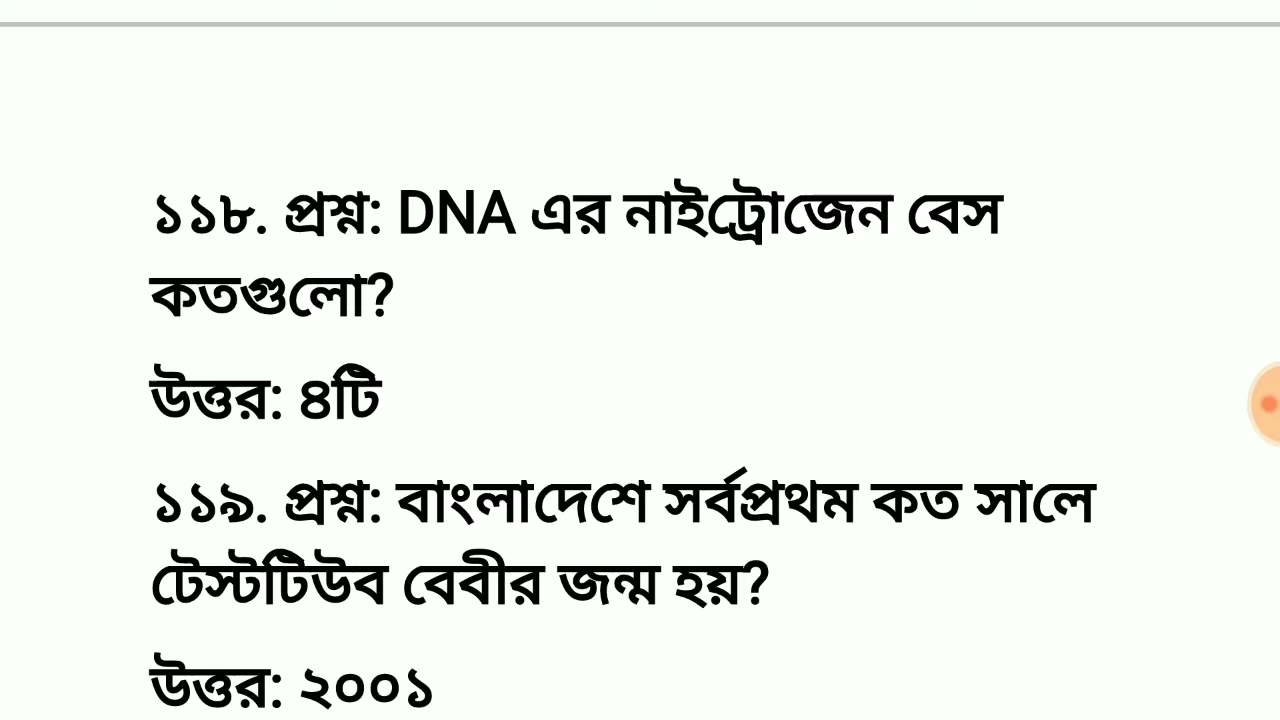 ১১৮. প্রশ্ন: DNA এর নাইট্রোজেন বেস
কতগুলো?
উত্তর: ৪টি
১১৯. প্রশ্ন: বাংলাদেশে সর্বপ্রথম কত সালে
টেস্টটিউব বেবীর জন্ম হয়?
উত্তর: ২০০১